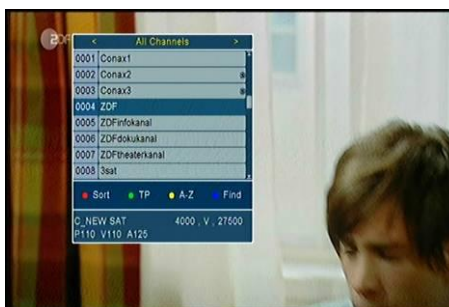 ZDF
< All Channels >
0001 Conax1
0002 Conax2
0003 Conax3
0004 ZDF
0005 ZDFinfokanal
0006 ZDFdokukanal
0007 ZDFtheaterkanal
0008 3sat
Sort TP A-Z Find
C_NEW SAT 4000 , V , 27500
P110 V110 A125